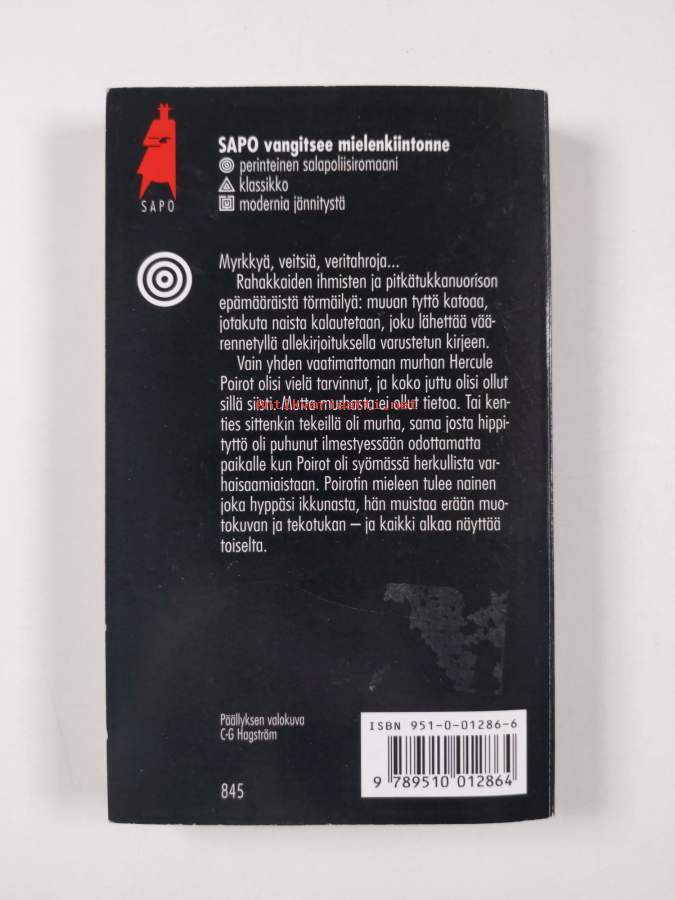 SAPO
SAPO vangitsee mielenkiintonne
perinteinen salapoliisiromaani
klassikko
modernia jännitystä
Myrkkyä, veitsiä, veritahroja...
Rahakkaiden ihmisten ja pitkätukkanuorison
epämääräistä törmäilyä: muuan tyttö katoaa,
jotakuta naista kalautetaan, joku lähettää vää-
rennetyllä allekirjoituksella varustetun kirjeen.
Vain yhden vaatimattoman murhan Hercule
Poirot olisi vielä tarvinnut, ja koko juttu olisi ollut
sillä siisti. Mutta murhasta ei ollut tietoa. Tai ken-
ties sittenkin tekeillä oli murha, sama josta hippi-
tyttö oli puhunut ilmestyessään odottamatta
paikalle kun Poirot oli syömässä herkullista var-
haisaamiaistaan. Poirotin mieleen tulee nainen
joka hyppäsi ikkunasta, hän muistaa erään muo-
tokuvan ja tekotukan – ja kaikki alkaa näyttää
toiselta.
Päällyksen valokuva
C-G Hagström
845
ISBN 951-0-01286-6
9 789510 012864